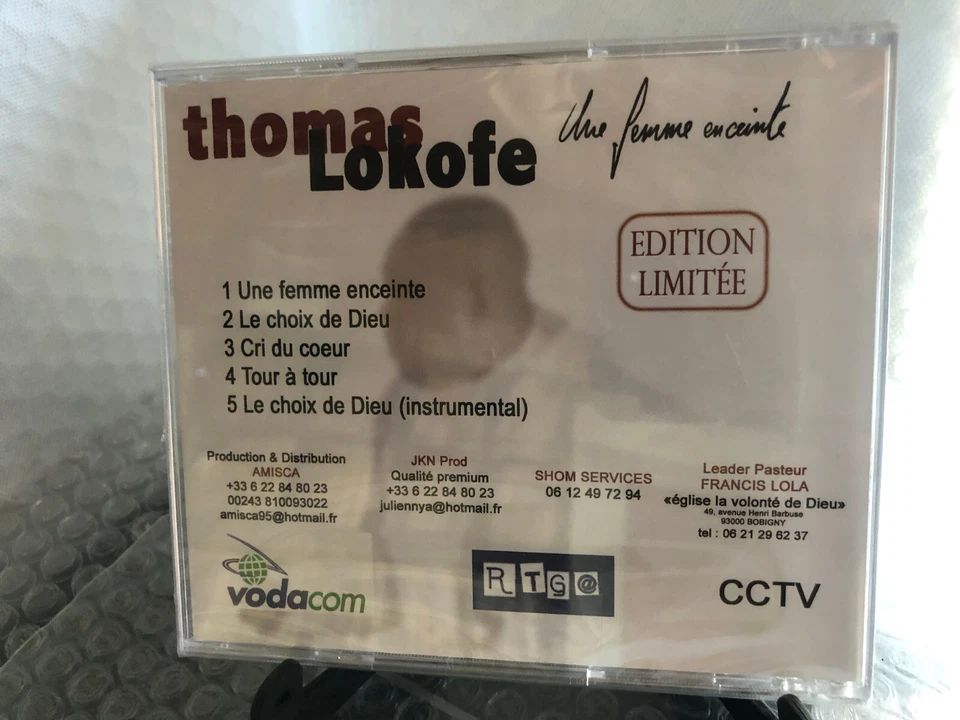 thomas
Lokofe
Une femme enceinte
EDITION
LIMITÉE
1 Une femme enceinte
2 Le choix de Dieu
3 Cri du coeur
4 Tour à tour
5 Le choix de Dieu (instrumental)
Production & Distribution
AMISCA
+33 6 22 84 80 23
00243 810093022
amisca95@hotmail.fr
JKN Prod
Qualité premium
+33 6 22 84 80 23
juliennya@hotmail.fr
SHOM SERVICES
06 12 49 72 94
Leader Pasteur
FRANCIS LOLA
«église la volonté de Dieu»
49, avenue Henri Barbuse
93000 BOBIGNY
tel : 06 21 29 62 37
vodacom
RTG@
CCTV